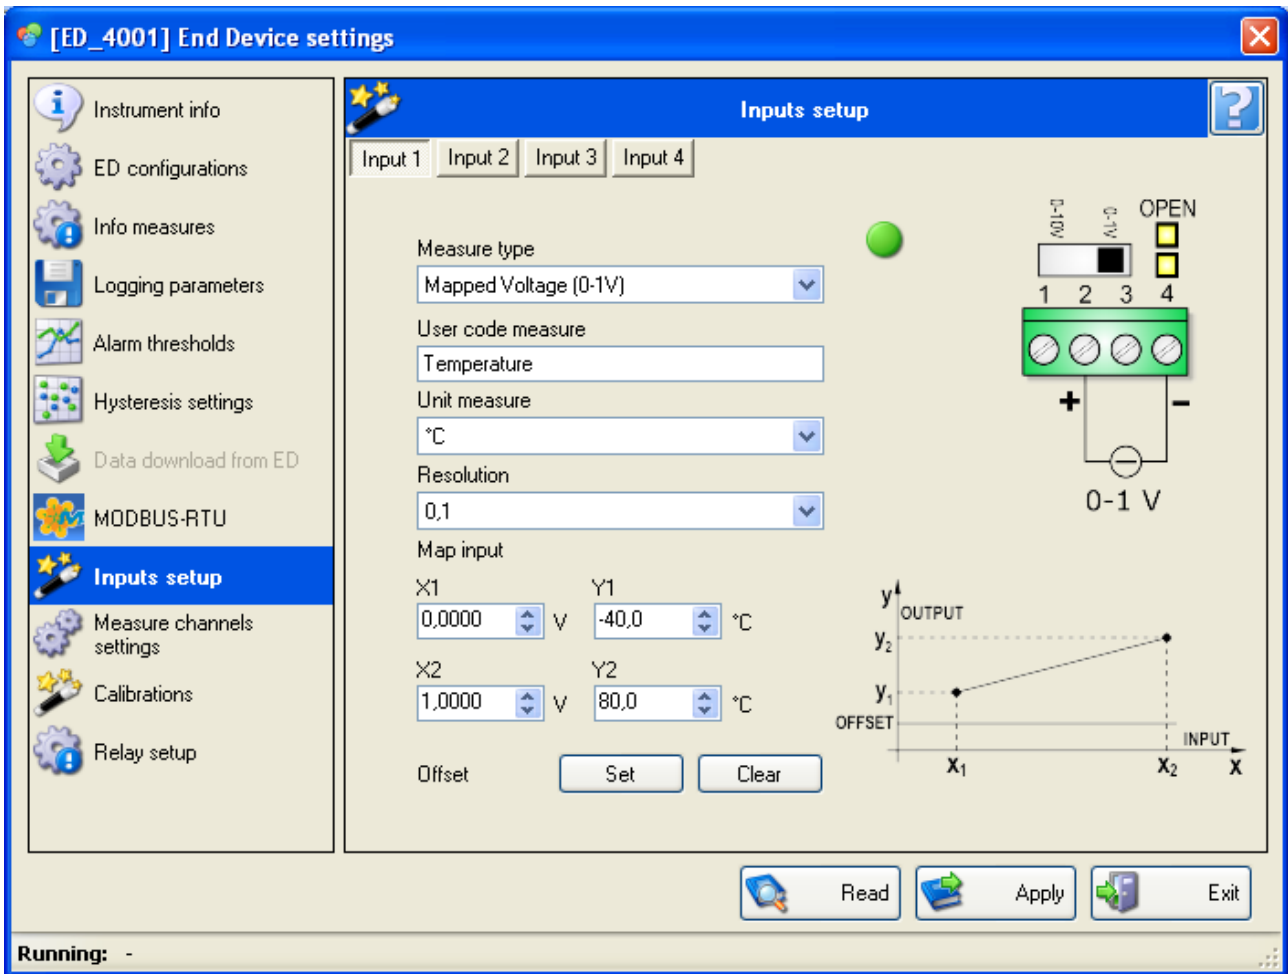 [ED_4001] End Device settings
Instrument info
ED configurations
Info measures
Logging parameters
Alarm thresholds
Hysteresis settings
Data download from ED
MODBUS-RTU
Inputs setup
Measure channels
settings
Calibrations
Relay setup
Inputs setup
Input 1 Input 2 Input 3 Input 4
Measure type
Mapped Voltage (0-1V)
User code measure
Temperature
Unit measure
°C
Resolution
0,1
Map input
X1 Y1
0,0000 V -40,0 °C
X2 Y2
1,0000 V 80,0 °C
Offset Set Clear
0-10V 0-1V OPEN
1 2 3 4
+ -
0-1 V
y OUTPUT
y2
y1
OFFSET
INPUT
x1 x2 x
Read Apply Exit
Running: -